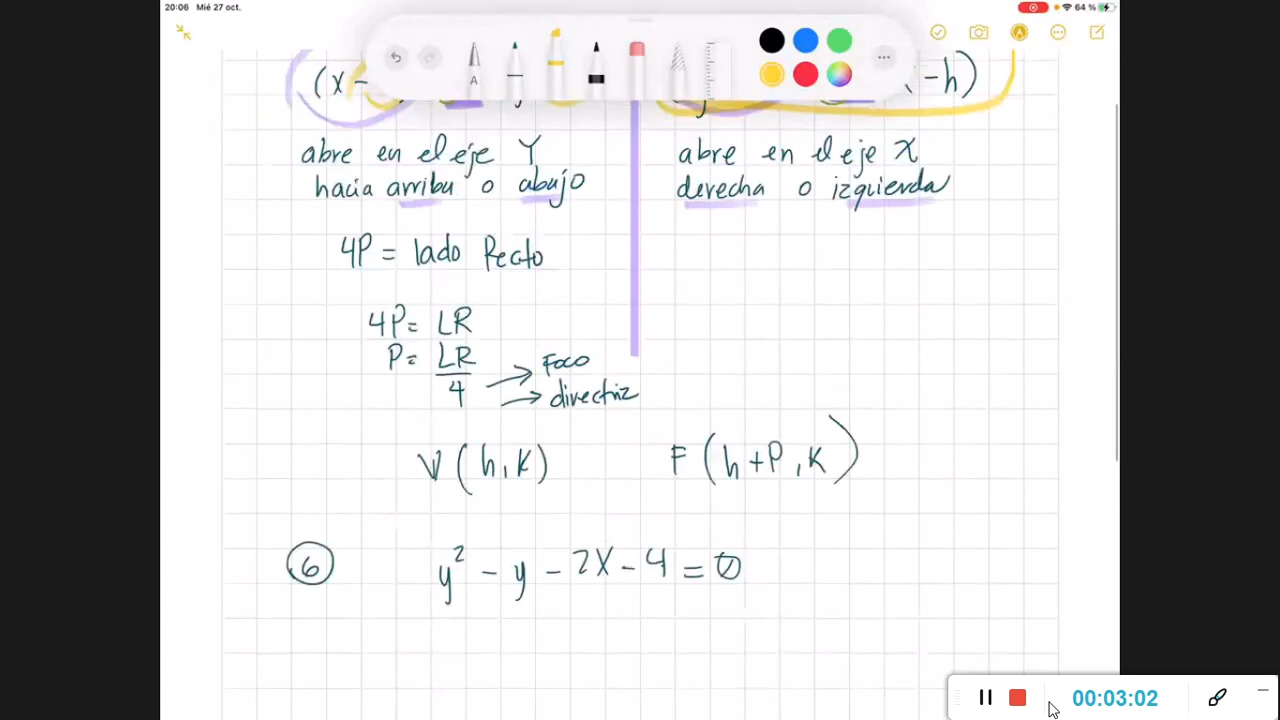 20:06 Mié 27 oct.
64 %
A
(x -
- h)
abre en el eje Y
hacia arriba o abajo
abre en el eje X
derecha o izquierda
4P = lado Recto
4P = LR
P = LR
4
Foco
directriz
V (h, K)
F (h + P, K)
6
y² - y - 2X - 4 = 0
00:03:02